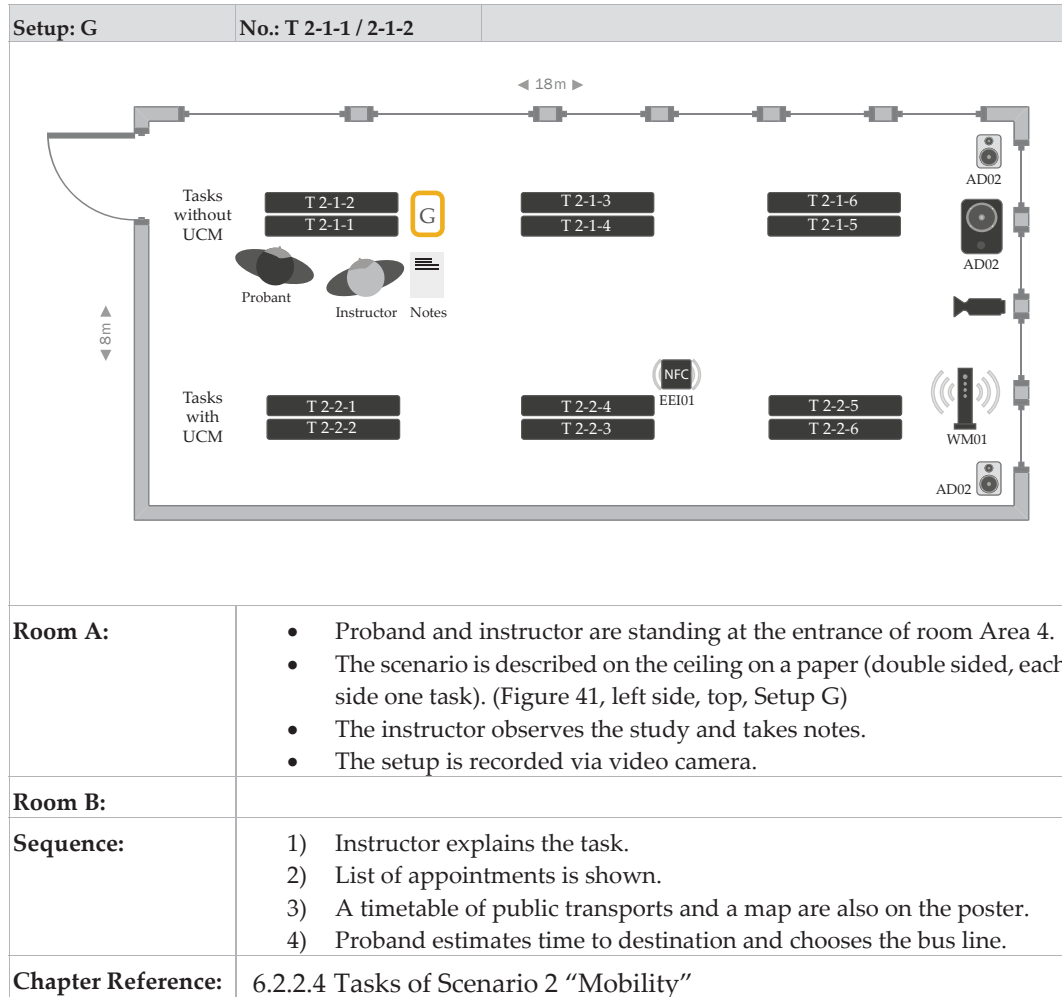 Setup: G No.: T 2-1-1 / 2-1-2
◄ 18m ►
AD02
Tasks
without
UCM
T 2-1-2
T 2-1-1
G
T 2-1-3
T 2-1-4
T 2-1-6
T 2-1-5
AD02
Probant
Instructor
Notes
◄ 8m ►
Tasks
with
UCM
T 2-2-1
T 2-2-2
T 2-2-4
T 2-2-3
NFC
EEI01
T 2-2-5
T 2-2-6
WM01
AD02
Room A:
• Proband and instructor are standing at the entrance of room Area 4.
• The scenario is described on the ceiling on a paper (double sided, each
side one task). (Figure 41, left side, top, Setup G)
• The instructor observes the study and takes notes.
• The setup is recorded via video camera.
Room B:
Sequence:
1) Instructor explains the task.
2) List of appointments is shown.
3) A timetable of public transports and a map are also on the poster.
4) Proband estimates time to destination and chooses the bus line.
Chapter Reference: 6.2.2.4 Tasks of Scenario 2 “Mobility”